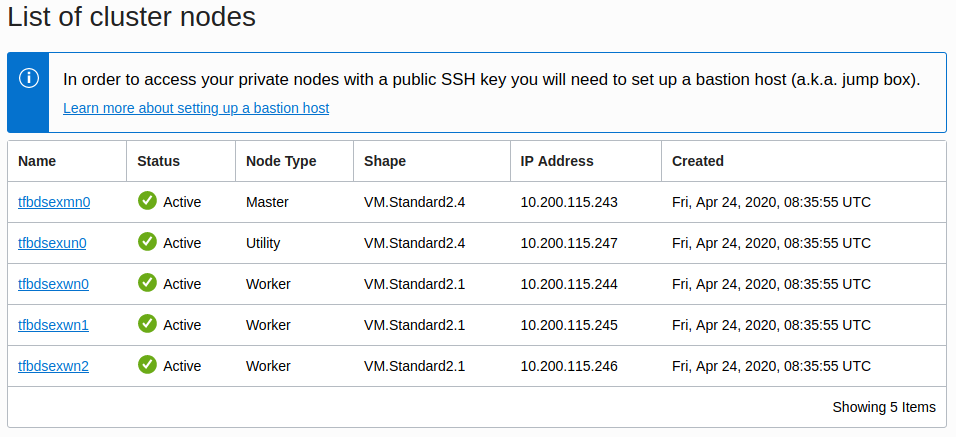 List of cluster nodes
In order to access your private nodes with a public SSH key you will need to set up a bastion host (a.k.a. jump box).
Learn more about setting up a bastion host
Name Status Node Type Shape IP Address Created
tfbdsexmn0 Active Master VM.Standard2.4 10.200.115.243 Fri, Apr 24, 2020, 08:35:55 UTC
tfbdsexun0 Active Utility VM.Standard2.4 10.200.115.247 Fri, Apr 24, 2020, 08:35:55 UTC
tfbdsexwn0 Active Worker VM.Standard2.1 10.200.115.244 Fri, Apr 24, 2020, 08:35:55 UTC
tfbdsexwn1 Active Worker VM.Standard2.1 10.200.115.245 Fri, Apr 24, 2020, 08:35:55 UTC
tfbdsexwn2 Active Worker VM.Standard2.1 10.200.115.246 Fri, Apr 24, 2020, 08:35:55 UTC
Showing 5 Items